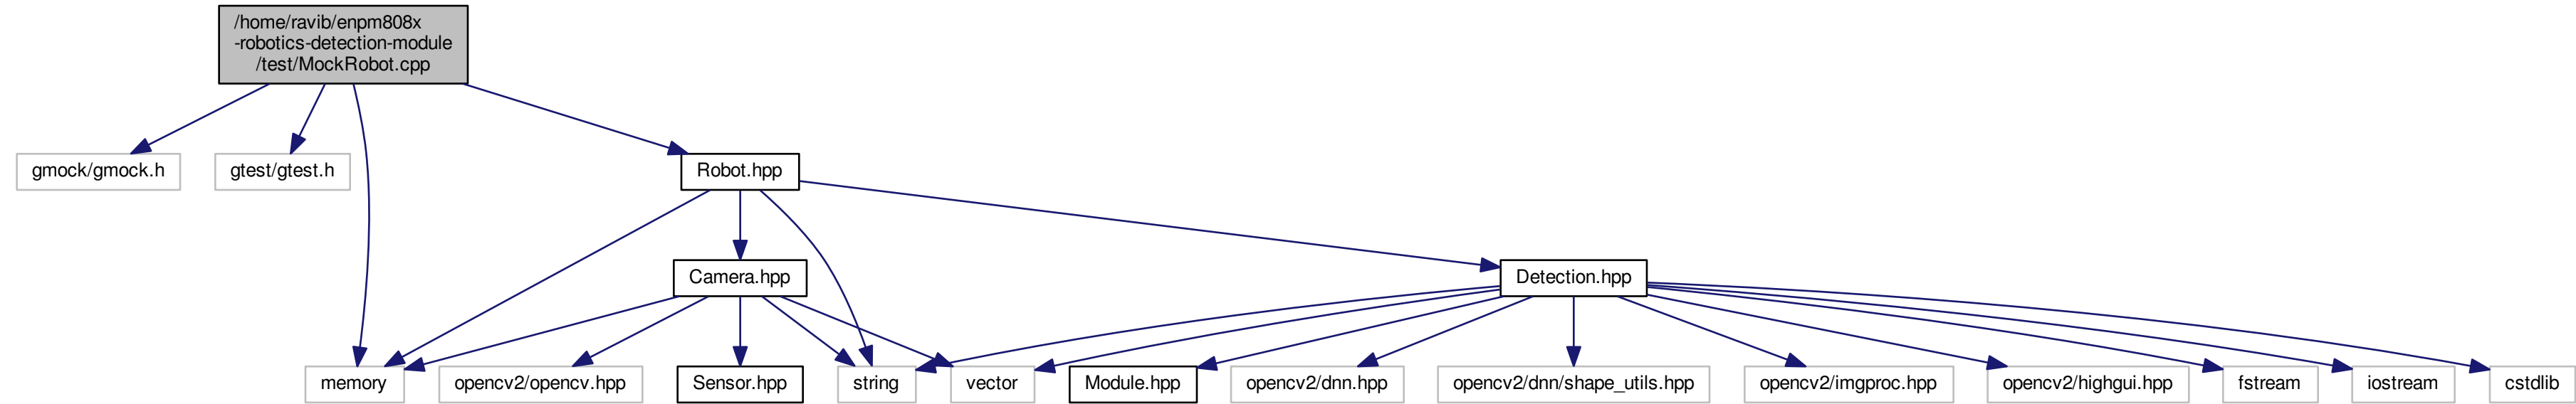 /home/ravib/enpm808x
-robotics-detection-module
/test/MockRobot.cpp
gmock/gmock.h
gtest/gtest.h
Robot.hpp
Camera.hpp
Detection.hpp
memory
opencv2/opencv.hpp
Sensor.hpp
string
vector
Module.hpp
opencv2/dnn.hpp
opencv2/dnn/shape_utils.hpp
opencv2/imgproc.hpp
opencv2/highgui.hpp
fstream
iostream
cstdlib